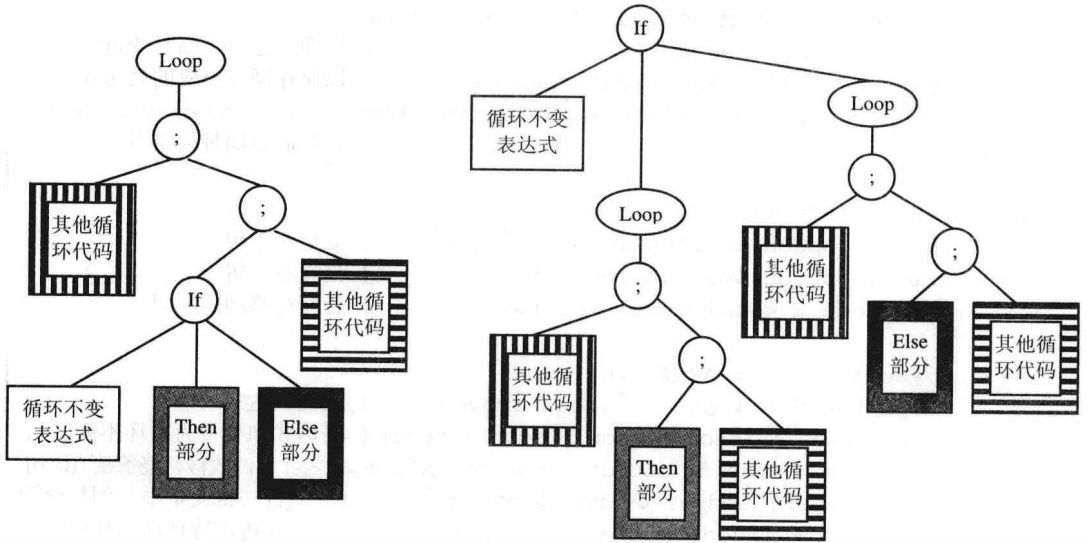 Loop
;
其他循
环代码
;
If
其他循
环代码
循环不变
表达式
Then
部分
Else
部分
If
循环不变
表达式
Loop
;
Loop
;
其他循
环代码
;
Else
部分
其他循
环代码
其他循
环代码
;
Then
部分
其他循
环代码